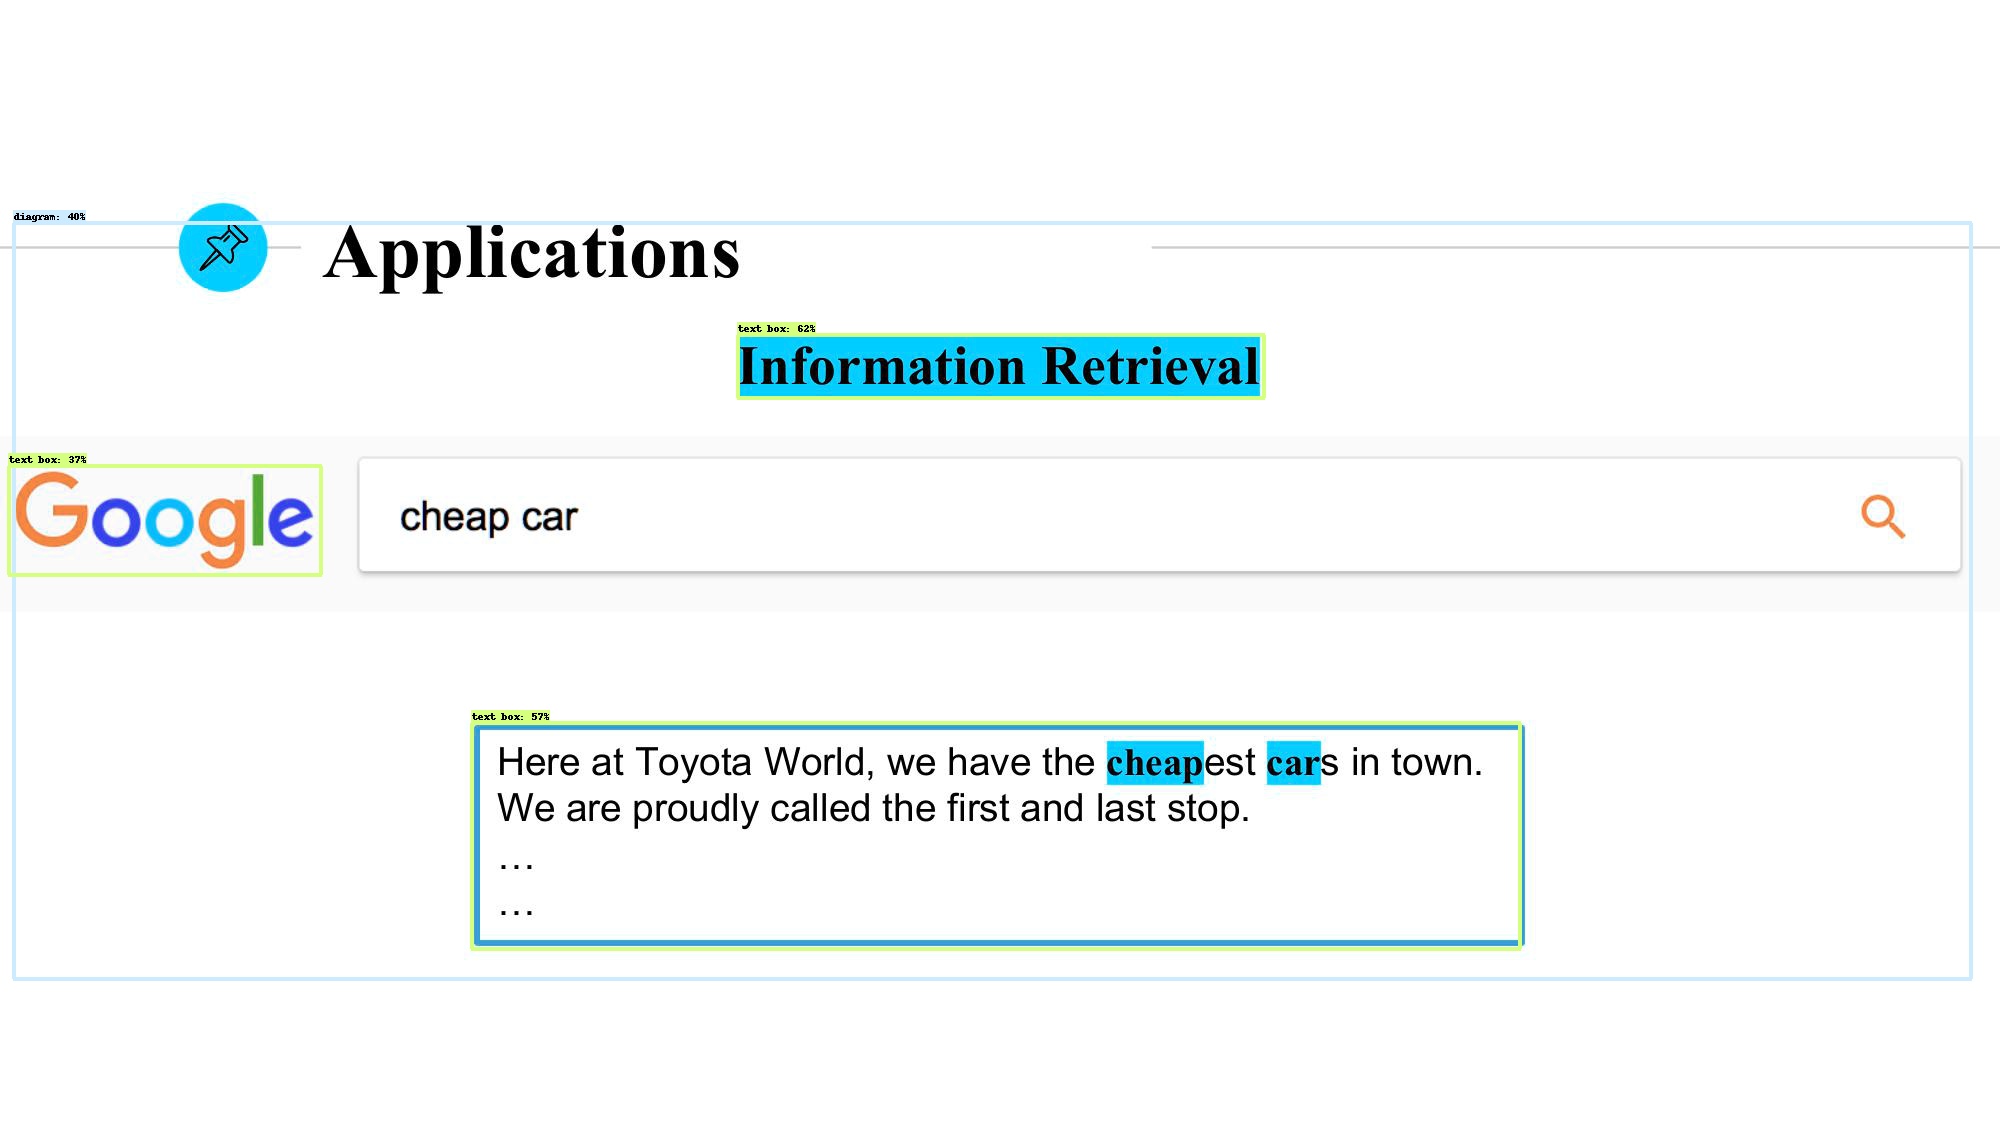 diagram: 40%
Applications
text box: 62%
Information Retrieval
text box: 37%
Google
cheap car
text box: 57%
Here at Toyota World, we have the cheapest cars in town.
We are proudly called the first and last stop.
…
…